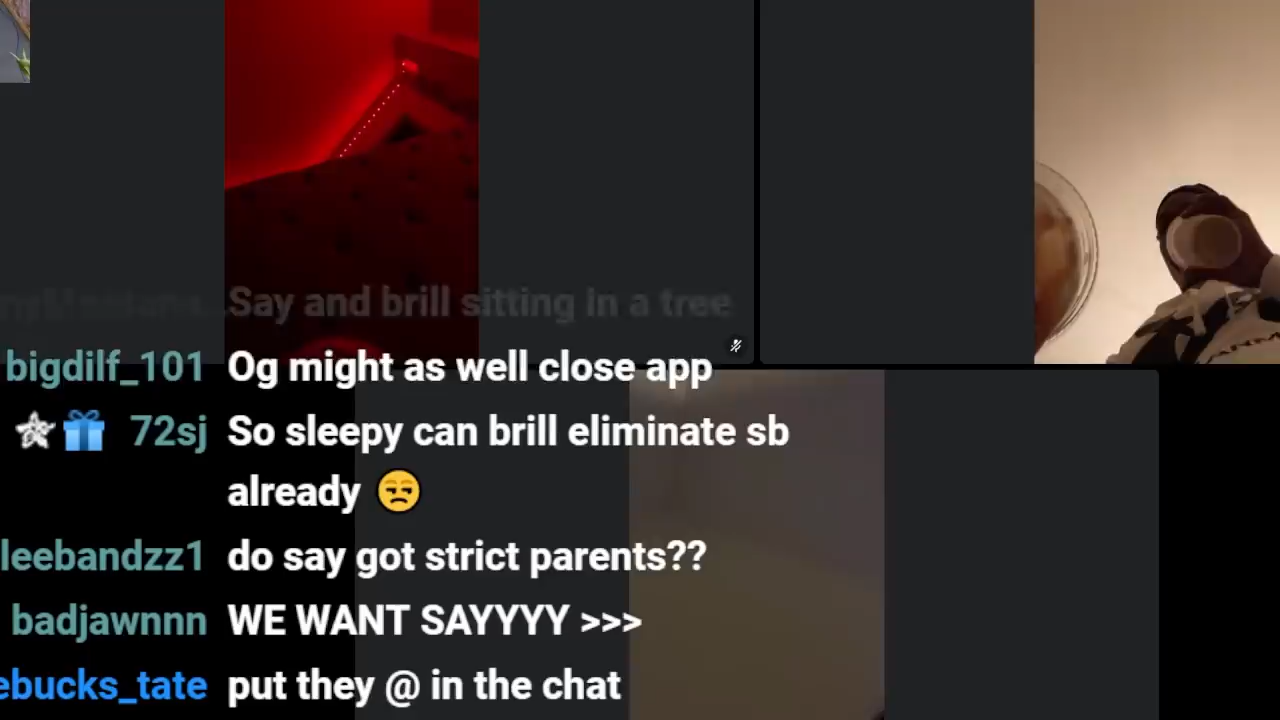 Say and brill sitting in a tree
bigdilf_101 Og might as well close app
72sj So sleepy can brill eliminate sb
already 😒
leebandzz1 do say got strict parents??
badjawnnn WE WANT SAYYYY >>>
ebucks_tate put they @ in the chat